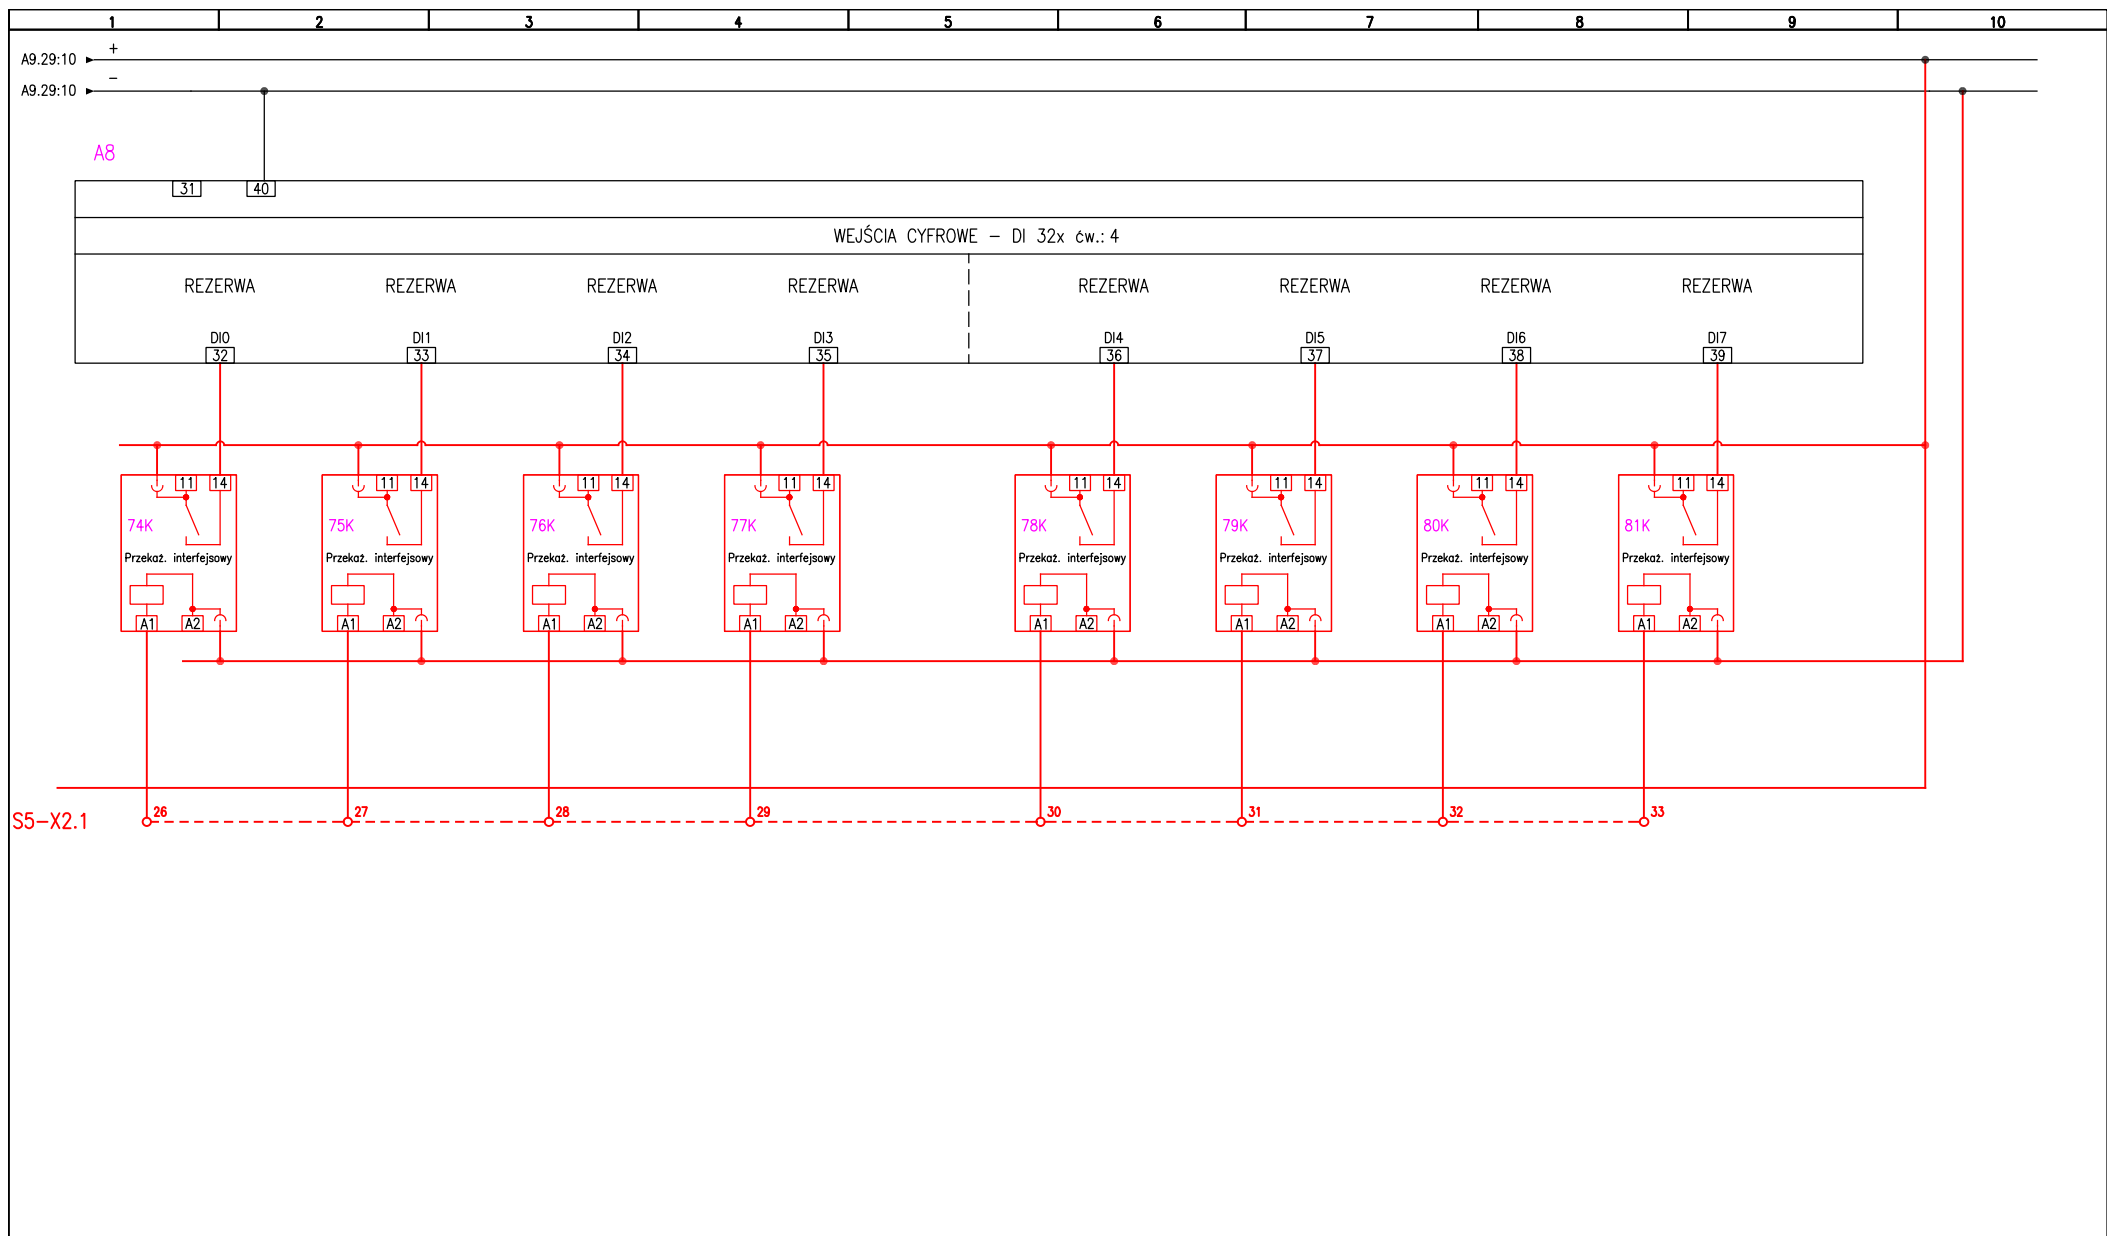 1 2 3 4 5 6 7 8 9 10
A9.29:10 +
A9.29:10 −
A8
31 40
WEJŚCIA CYFROWE − DI 32x ćw.: 4
REZERWA REZERWA REZERWA REZERWA REZERWA REZERWA REZERWA REZERWA
DI0 DI1 DI2 DI3 DI4 DI5 DI6 DI7
32 33 34 35 36 37 38 39
11 14 11 14 11 14 11 14 11 14 11 14 11 14 11 14
74K 75K 76K 77K 78K 79K 80K 81K
Przekaź. interfejsowy Przekaź. interfejsowy Przekaź. interfejsowy Przekaź. interfejsowy Przekaź. interfejsowy Przekaź. interfejsowy Przekaź. interfejsowy Przekaź. interfejsowy
A1 A2 A1 A2 A1 A2 A1 A2 A1 A2 A1 A2 A1 A2 A1 A2
S5−X2.1 26 27 28 29 30 31 32 33